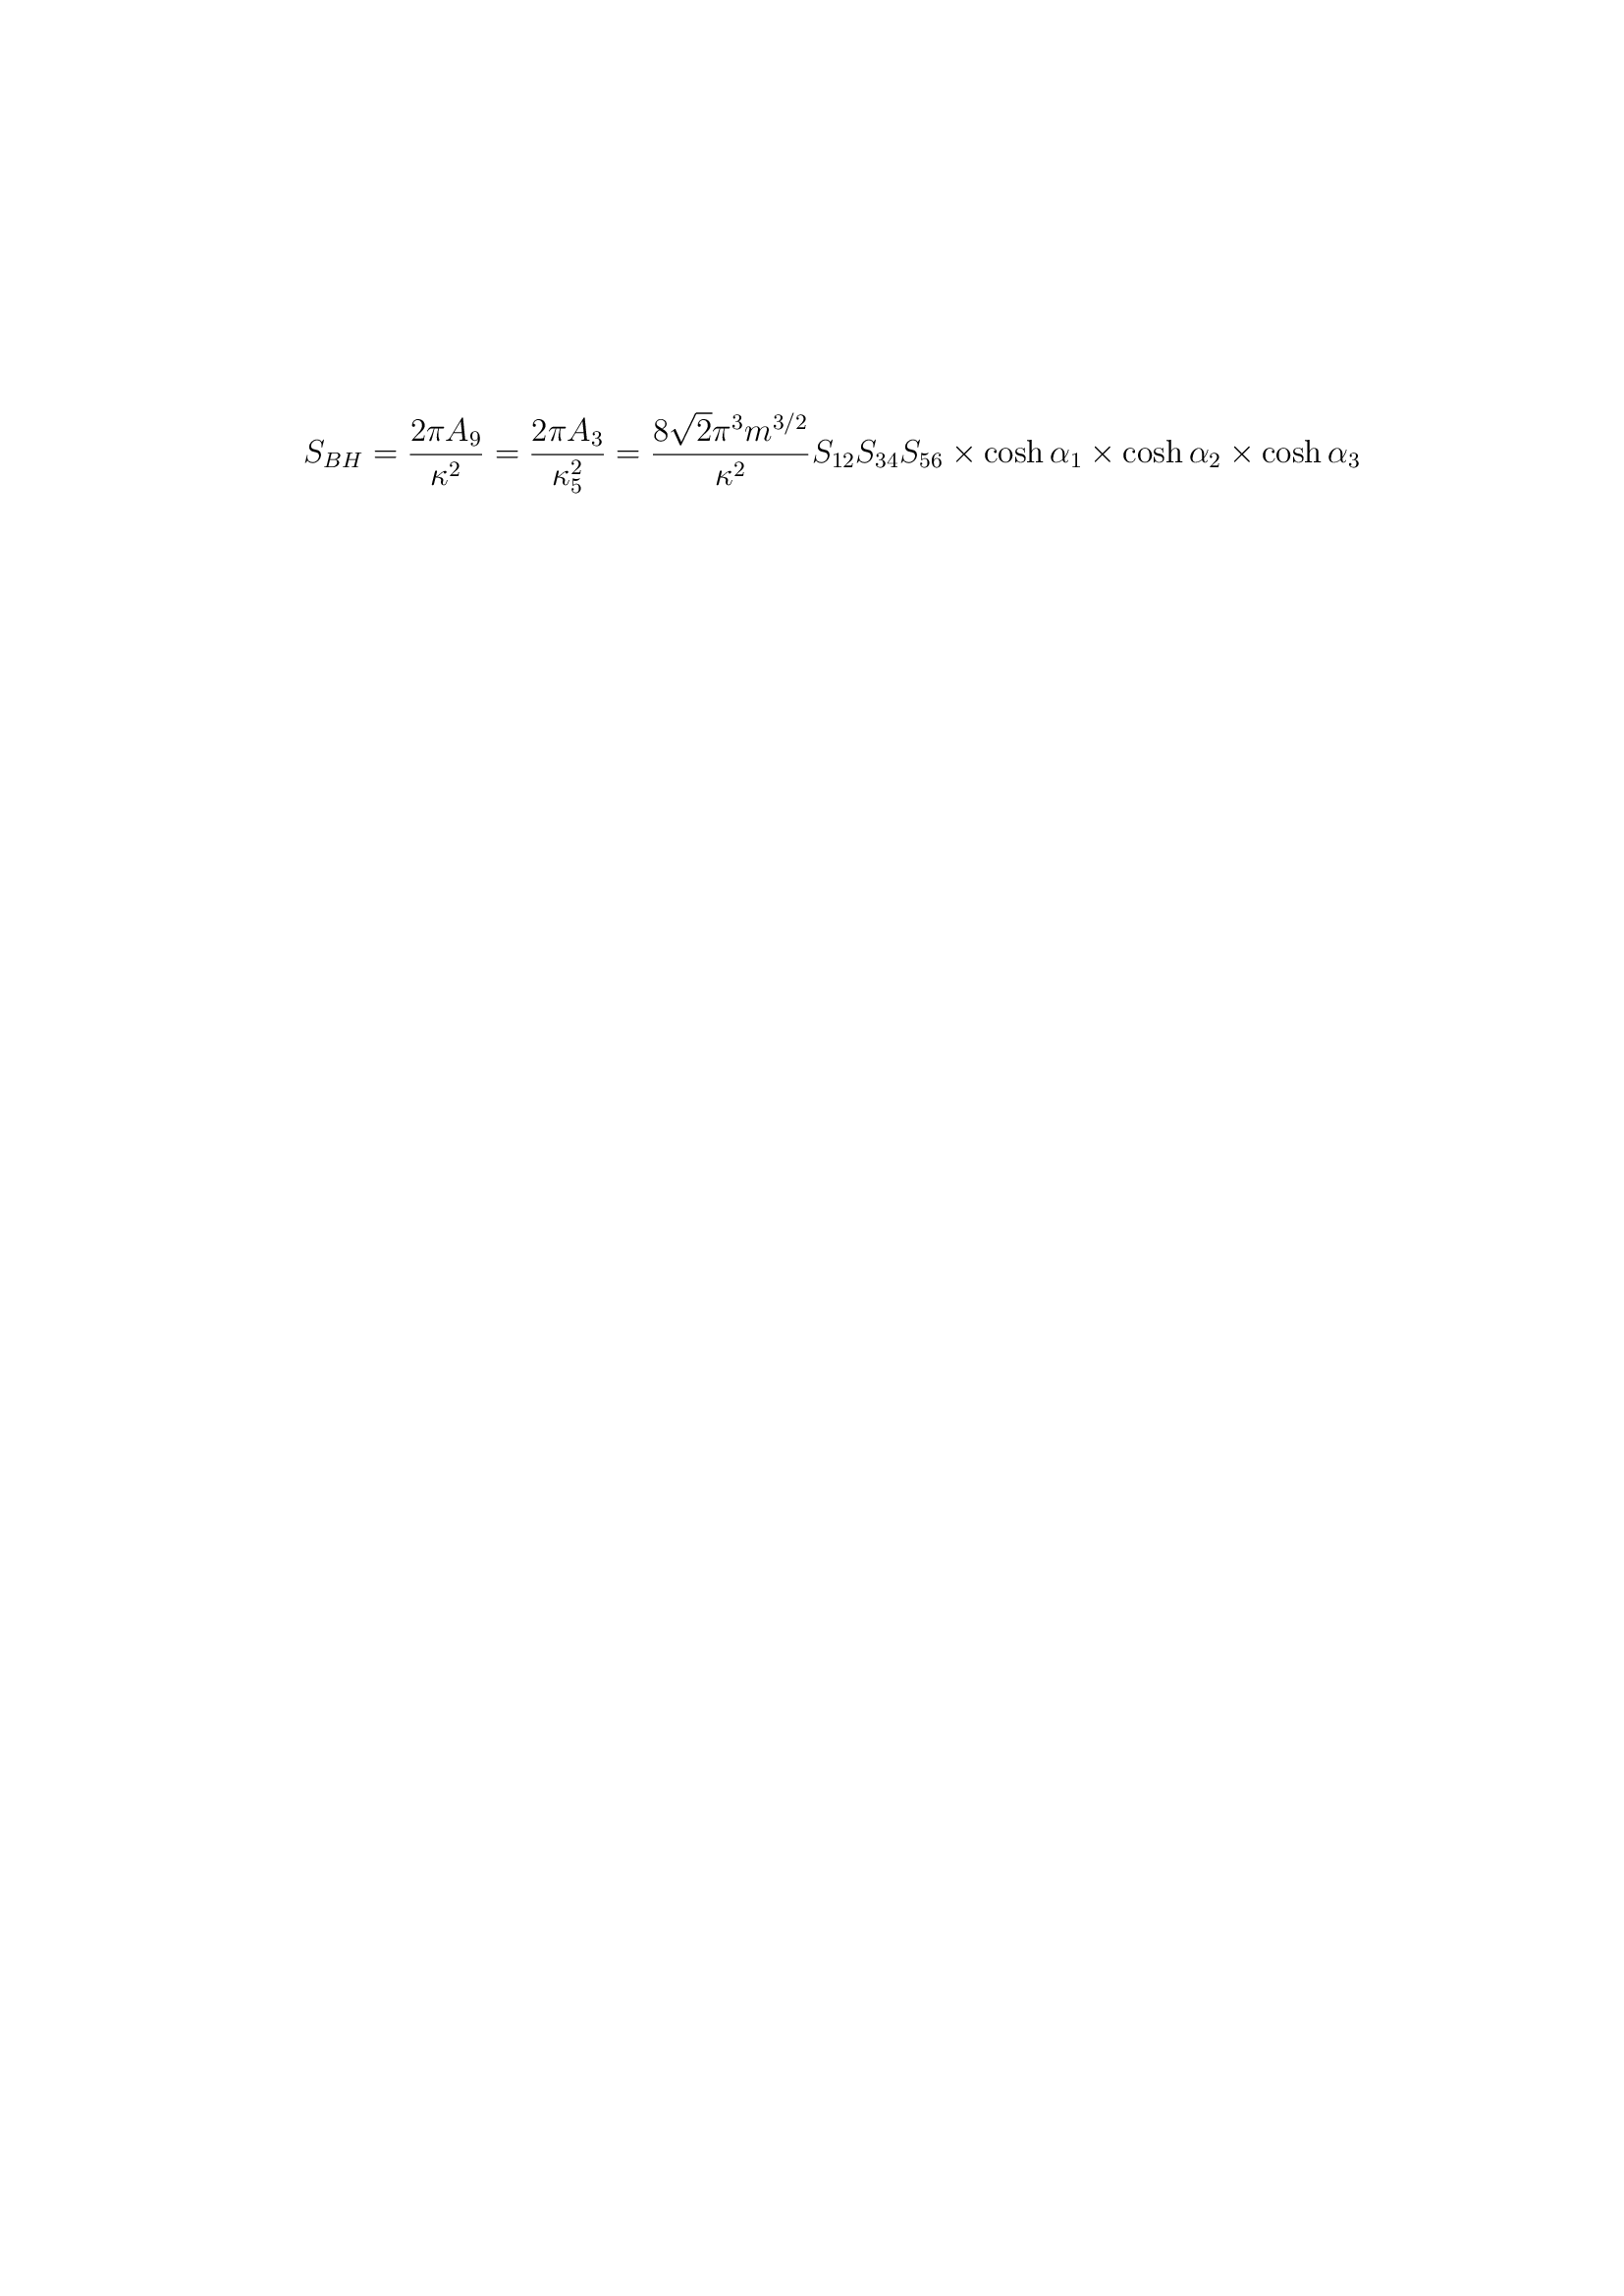 $S_{BH} = \frac{2\pi A_9}{\kappa^2} = \frac{2\pi A_3}{\kappa_5^2} = \frac{8\sqrt{2}\pi^3 m^{3/2}}{\kappa^2} S_{12} S_{34} S_{56} \times \cosh \alpha_1 \times \cosh \alpha_2 \times \cosh \alpha_3$